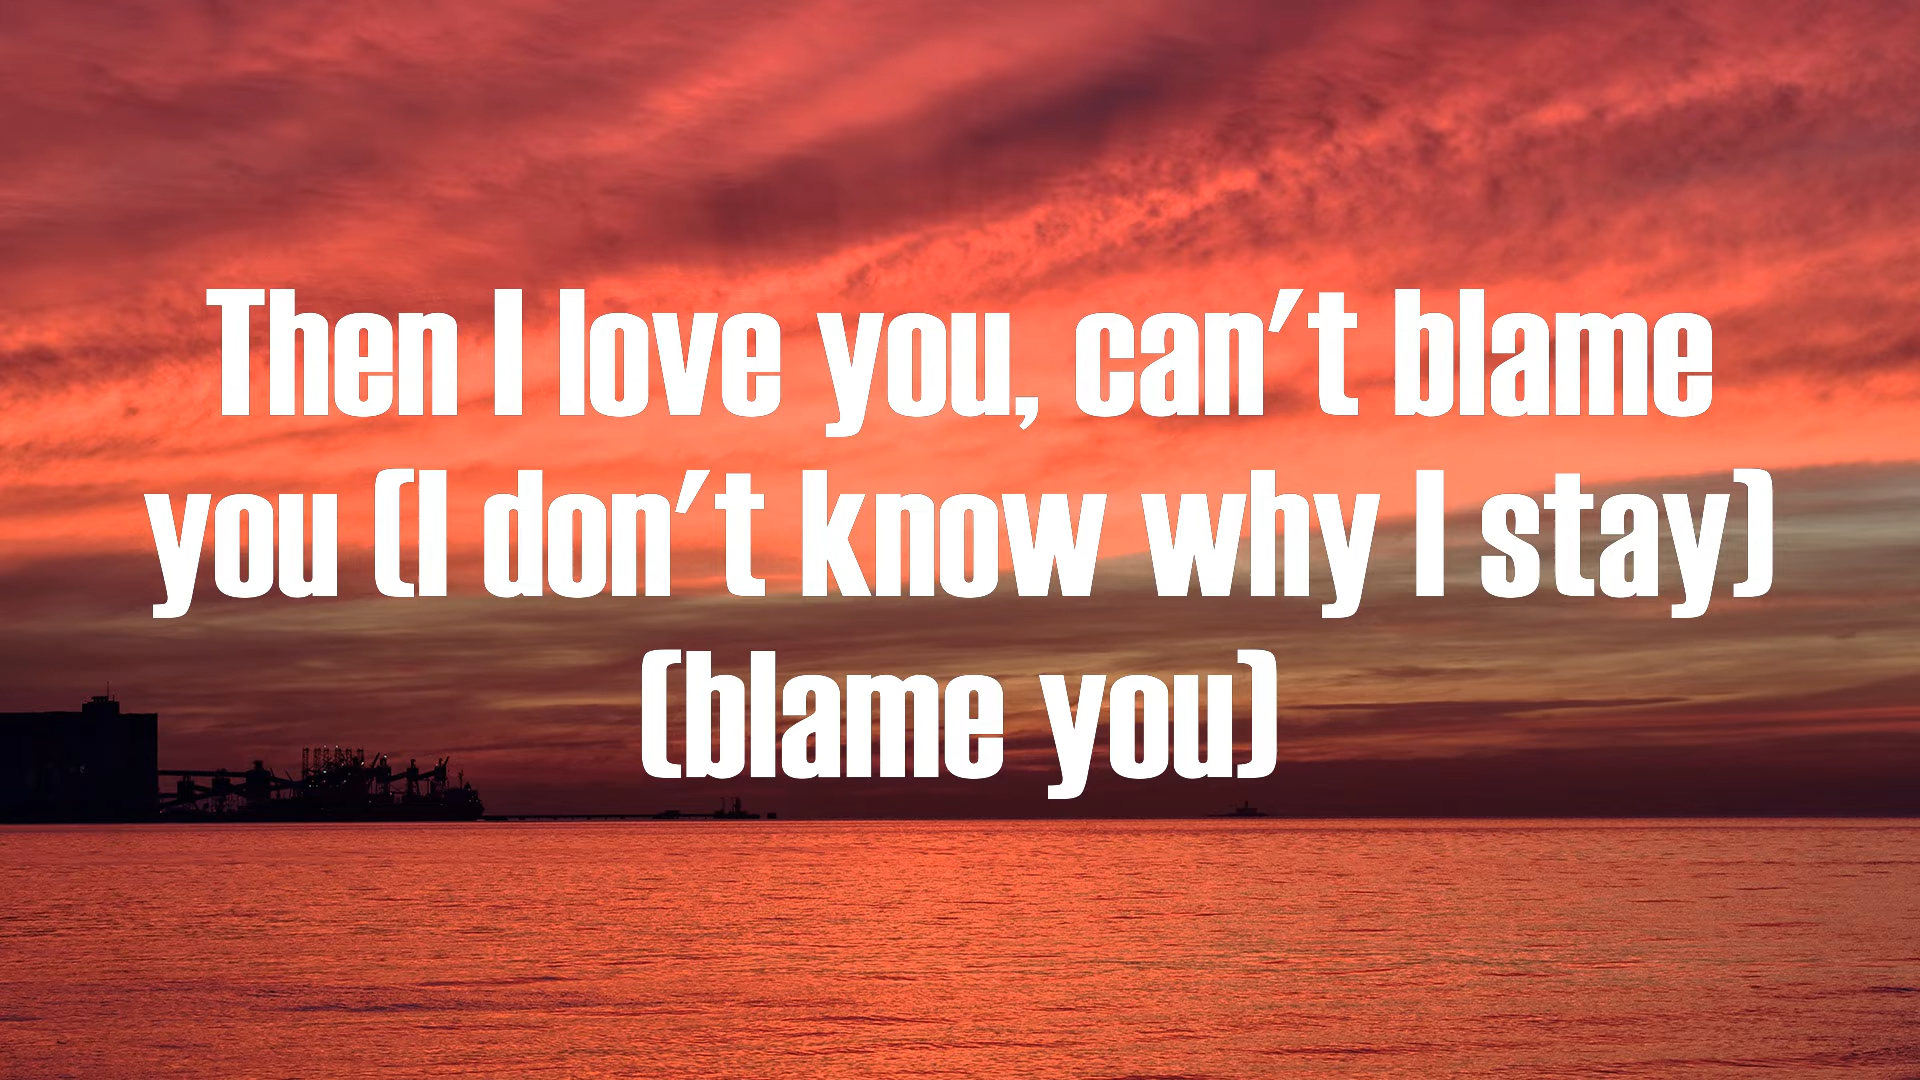 Then I love you, can't blame
you (I don't know why I stay)
(blame you)